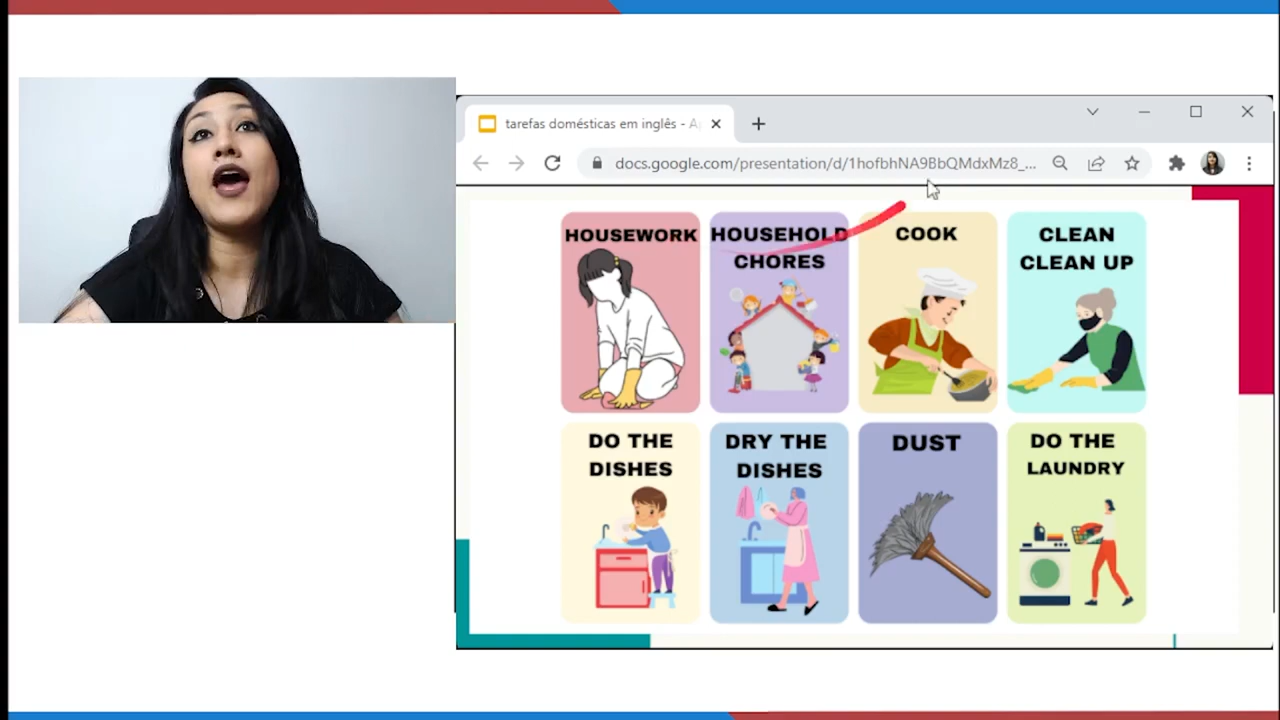 tarefas domésticas em inglês - A
docs.google.com/presentation/d/1hofbhNA9BbQMdxMz8_...
HOUSEWORK
HOUSEHOLD
CHORES
COOK
CLEAN
CLEAN UP
DO THE
DISHES
DRY THE
DISHES
DUST
DO THE
LAUNDRY